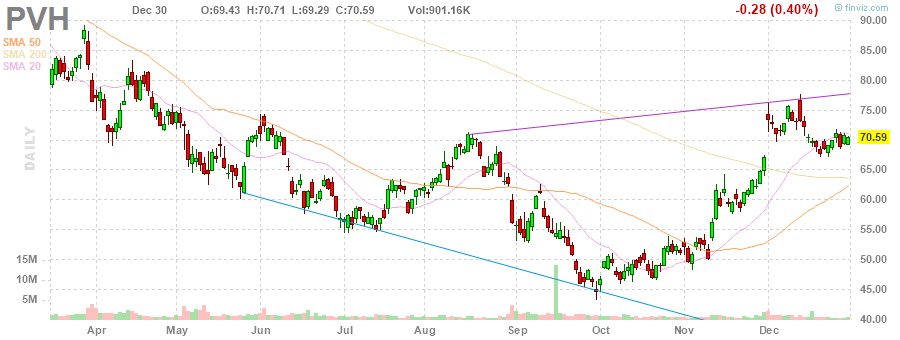 PVH Dec 30 O:69.43 H:70.71 L:69.29 C:70.59 Vol:901.16K -0.28 (0.40%) © finviz.com
SMA 50
SMA 200
SMA 20
DAILY
90.00
85.00
80.00
75.00
70.59
65.00
60.00
55.00
50.00
45.00
40.00
15M
10M
5M
Apr May Jun Jul Aug Sep Oct Nov Dec